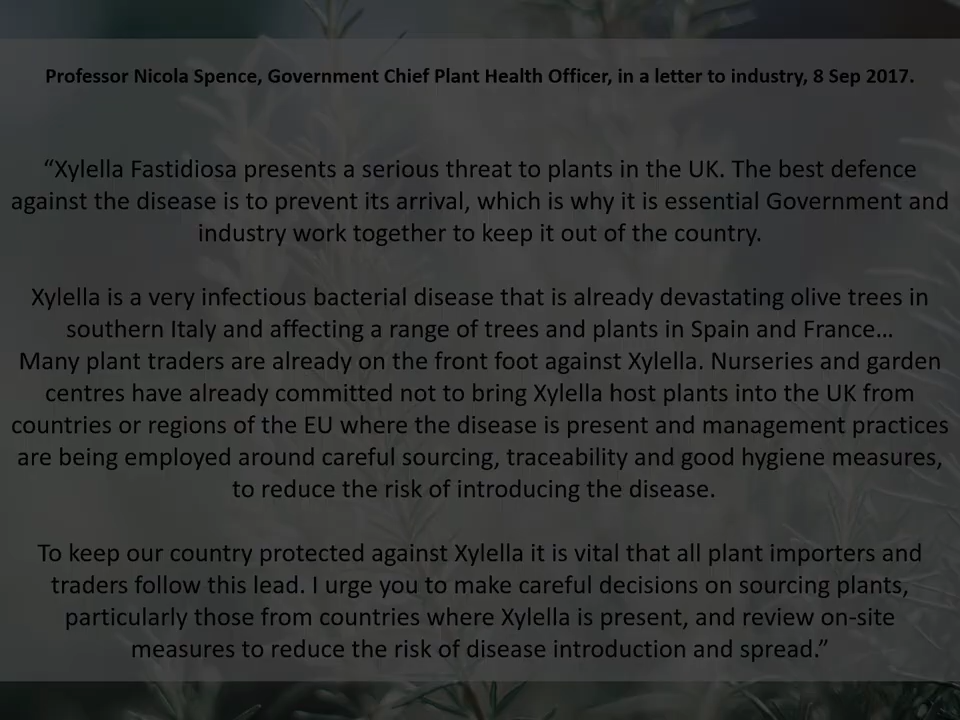 Professor Nicola Spence, Government Chief Plant Health Officer, in a letter to industry, 8 Sep 2017.
“Xylella Fastidiosa presents a serious threat to plants in the UK. The best defence
against the disease is to prevent its arrival, which is why it is essential Government and
industry work together to keep it out of the country.
Xylella is a very infectious bacterial disease that is already devastating olive trees in
southern Italy and affecting a range of trees and plants in Spain and France…
Many plant traders are already on the front foot against Xylella. Nurseries and garden
centres have already committed not to bring Xylella host plants into the UK from
countries or regions of the EU where the disease is present and management practices
are being employed around careful sourcing, traceability and good hygiene measures,
to reduce the risk of introducing the disease.
To keep our country protected against Xylella it is vital that all plant importers and
traders follow this lead. I urge you to make careful decisions on sourcing plants,
particularly those from countries where Xylella is present, and review on-site
measures to reduce the risk of disease introduction and spread.”